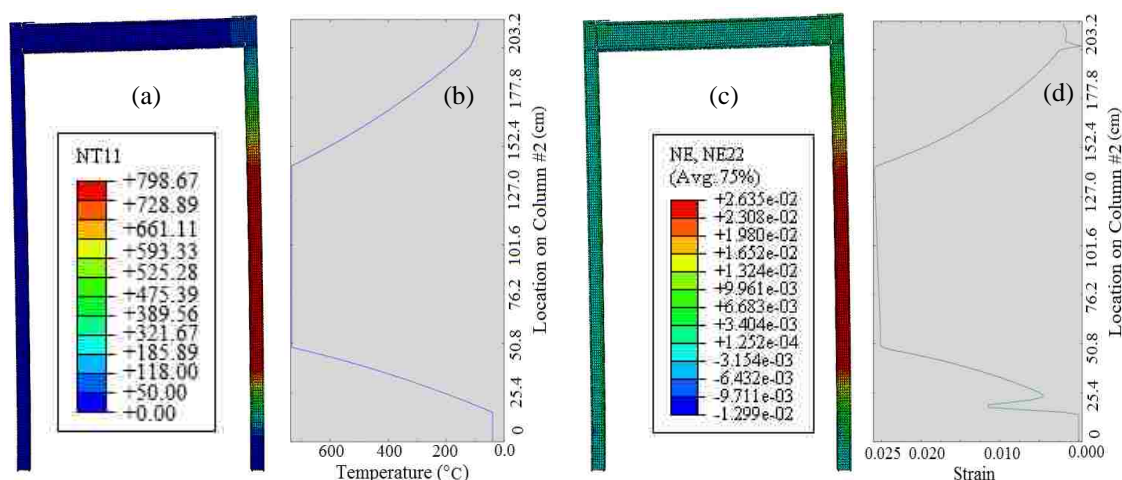 (a)
NT11
+798.67
+728.89
+661.11
+593.33
+525.28
+475.39
+389.56
+321.67
+185.89
+118.00
+50.00
+0.00
(b)
203.2
177.8
152.4
127.0
101.6
76.2
50.8
25.4
0
Location on Column #2 (cm)
600 400 200 0
Temperature (°C)
(c)
NE, NE22
(Avg: 75%)
+2.635e-02
+2.308e-02
+1.980e-02
+1.652e-02
+1.324e-02
+9.961e-03
+6.683e-03
+3.404e-03
+1.252e-04
-3.154e-03
-6.432e-03
-9.711e-03
-1.299e-02
(d)
203.2
177.8
152.4
127.0
101.6
76.2
50.8
25.4
0
Location on Column #2 (cm)
0.025 0.020 0.010 0.000
Strain